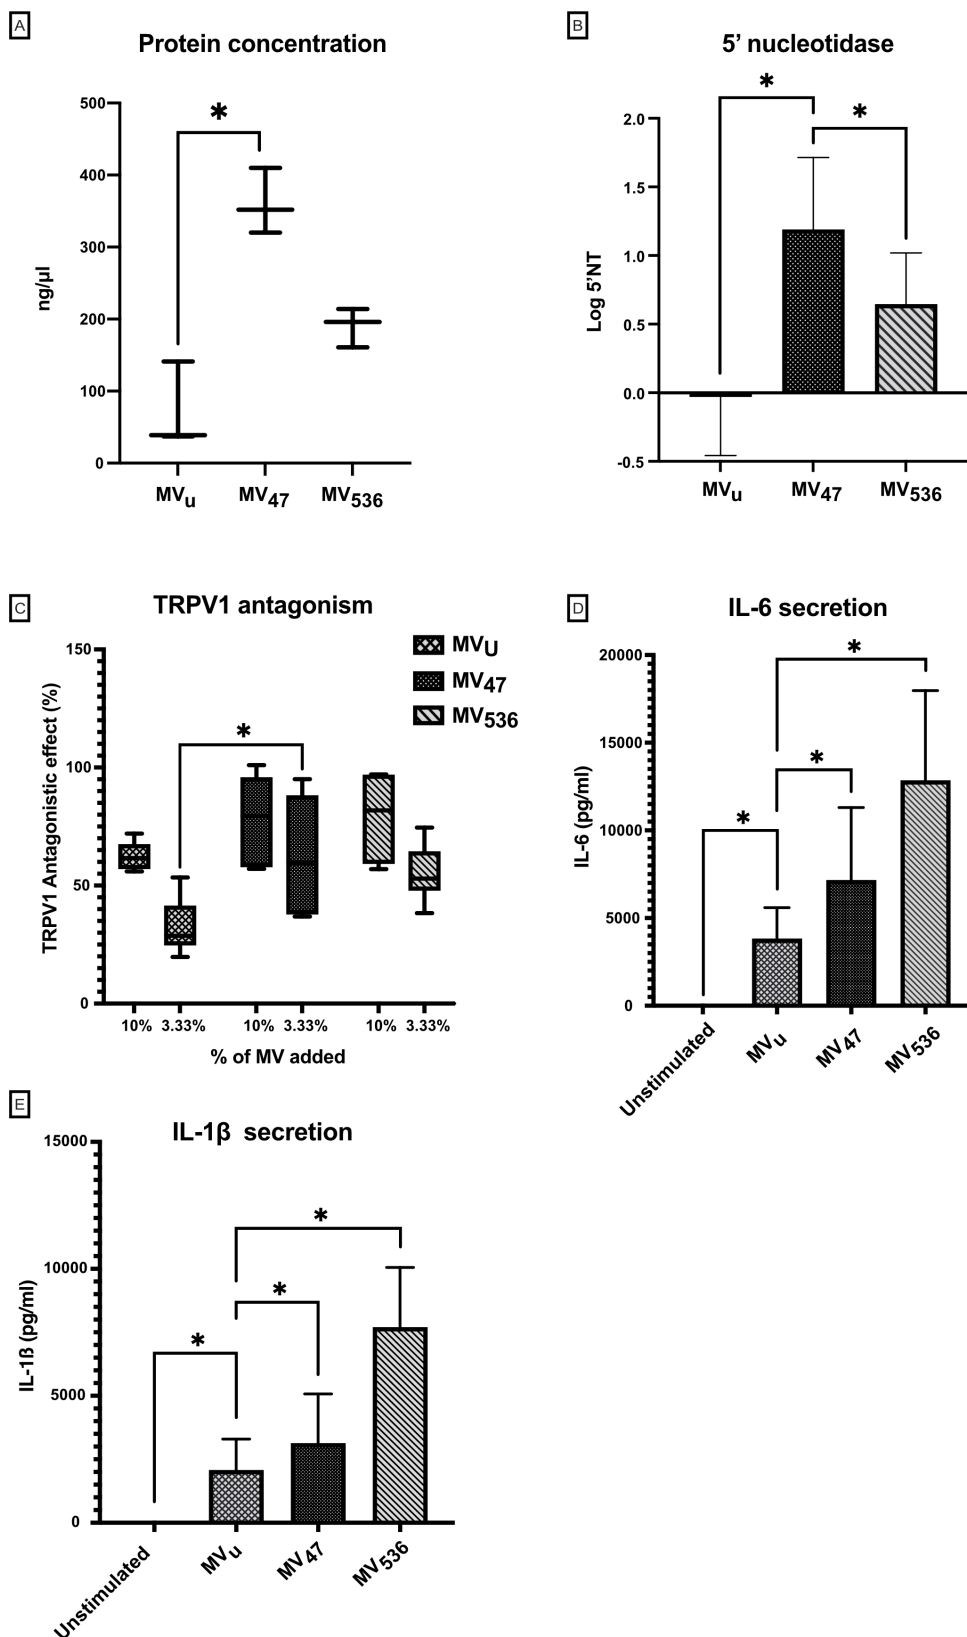 A
Protein concentration
*
500
400
300
200
100
0
ng/µl
MVu
MV47
MV536
B
5’ nucleotidase
*
*
2.0
1.5
1.0
0.5
0.0
-0.5
Log 5’NT
MVu
MV47
MV536
C
TRPV1 antagonism
MVU
MV47
MV536
*
150
100
50
0
TRPV1 Antagonistic effect (%)
10% 3.33% 10% 3.33% 10% 3.33%
% of MV added
D
IL-6 secretion
*
*
*
20000
15000
10000
5000
0
IL-6 (pg/ml)
Unstimulated
MVu
MV47
MV536
E
IL-1β secretion
*
*
*
15000
10000
5000
0
IL-1ß (pg/ml)
Unstimulated
MVu
MV47
MV536